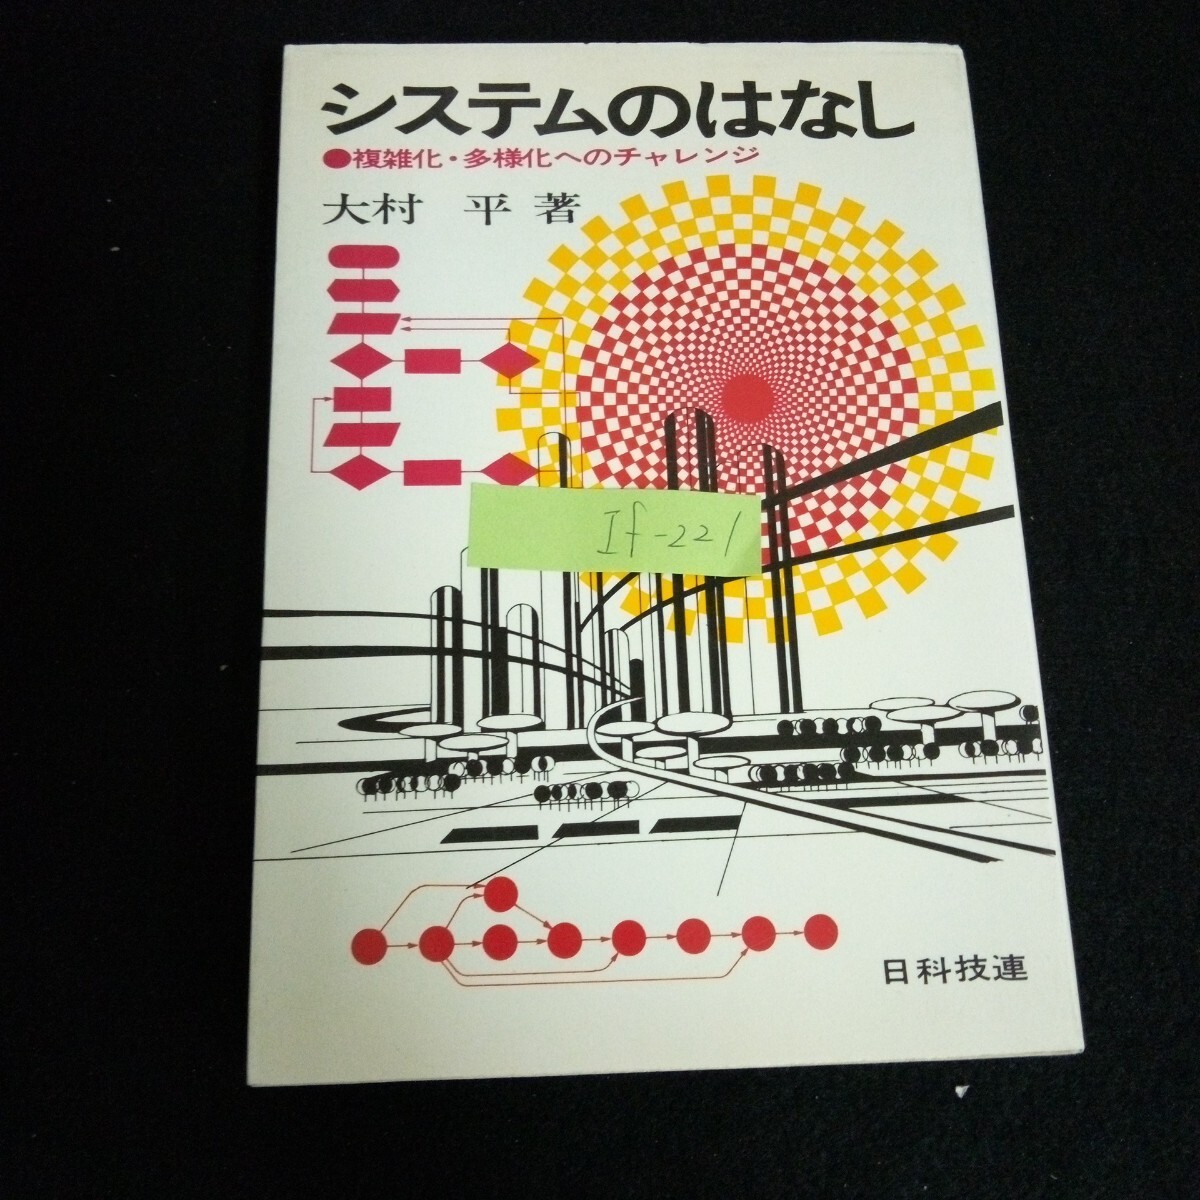 システムのはなし
●複雑化・多様化へのチャレンジ
大村 平 著
If-221
日科技連